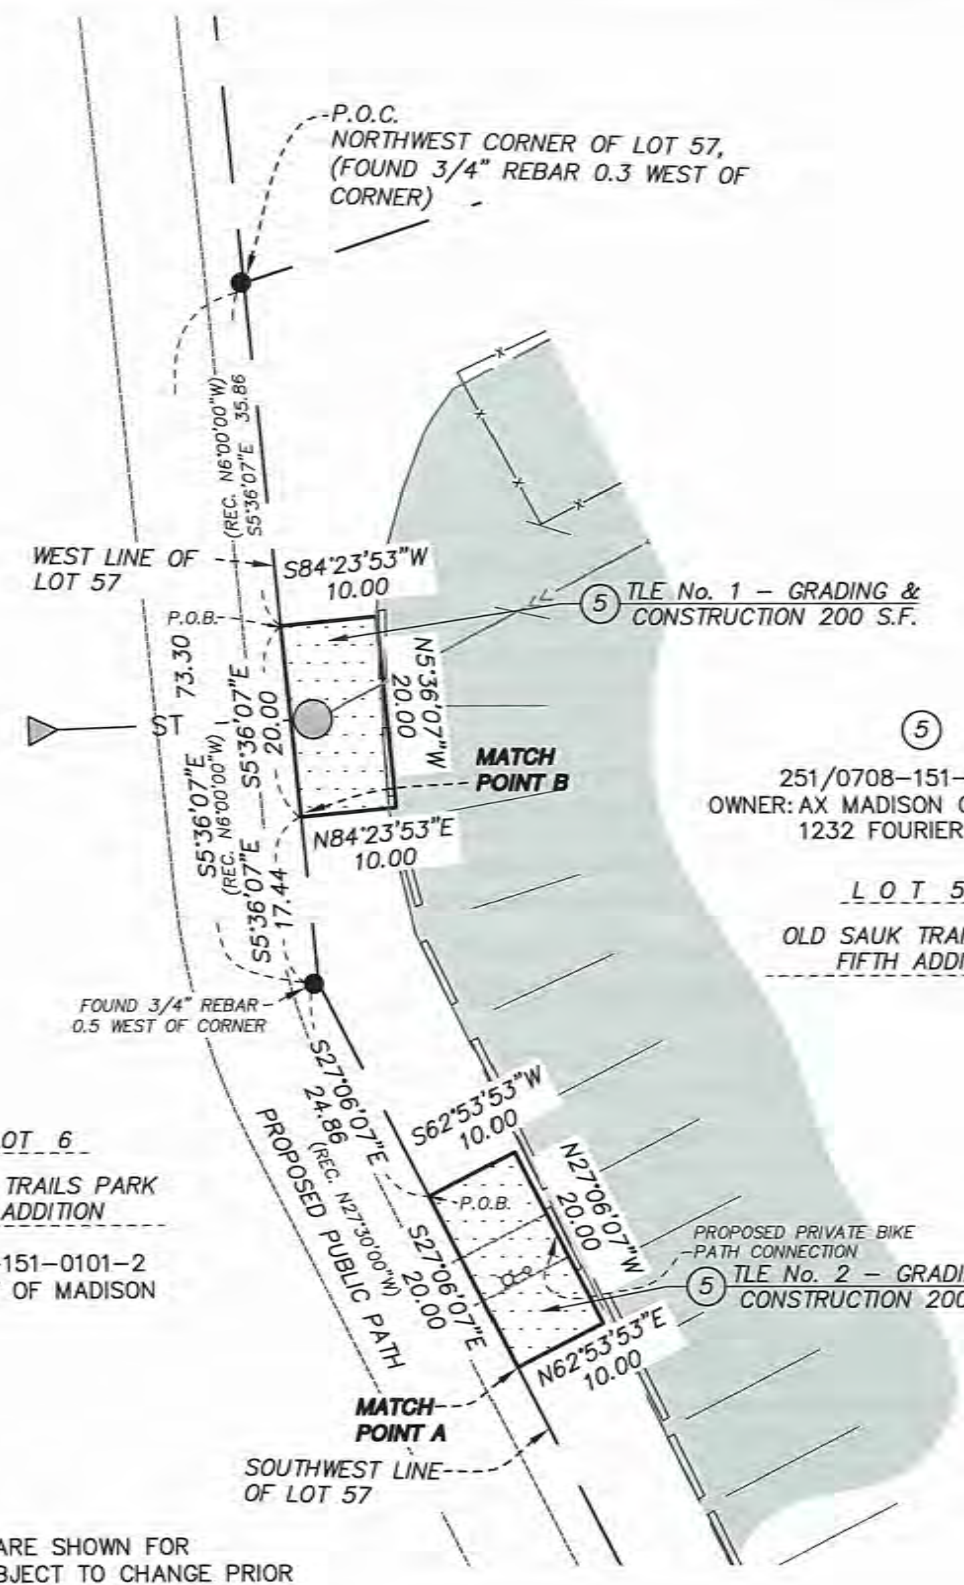 P.O.C.
NORTHWEST CORNER OF LOT 57,
(FOUND 3/4" REBAR 0.3 WEST OF
CORNER)
(REC. N6°00'00"W)
S5°36'07"E 35.86
WEST LINE OF
LOT 57
S84°23'53"W
10.00
5
TLE No. 1 – GRADING &
CONSTRUCTION 200 S.F.
P.O.B.
73.30
S5°36'07"E
(REC. N6°00'00"W)
S5°36'07"E
20.00
N5°36'07"W
20.00
ST
MATCH
POINT B
5
251/0708–151–
OWNER: AX MADISON
1232 FOURIER
N84°23'53"E
10.00
S5°36'07"E
17.44
LOT 5
OLD SAUK TRAI
FIFTH ADDI
FOUND 3/4" REBAR
0.5 WEST OF CORNER
S27°06'07"E
24.86
(REC. N27°30'00"W)
S62°53'53"W
10.00
PROPOSED PUBLIC PATH
OT 6
TRAILS PARK
ADDITION
–151–0101–2
OF MADISON
P.O.B.
N27°06'07"W
20.00
S27°06'07"E
20.00
PROPOSED PRIVATE BIKE
PATH CONNECTION
5
TLE No. 2 – GRADI
CONSTRUCTION 200
N62°53'53"E
10.00
MATCH
POINT A
SOUTHWEST LINE
OF LOT 57
ARE SHOWN FOR
BJECT TO CHANGE PRIOR